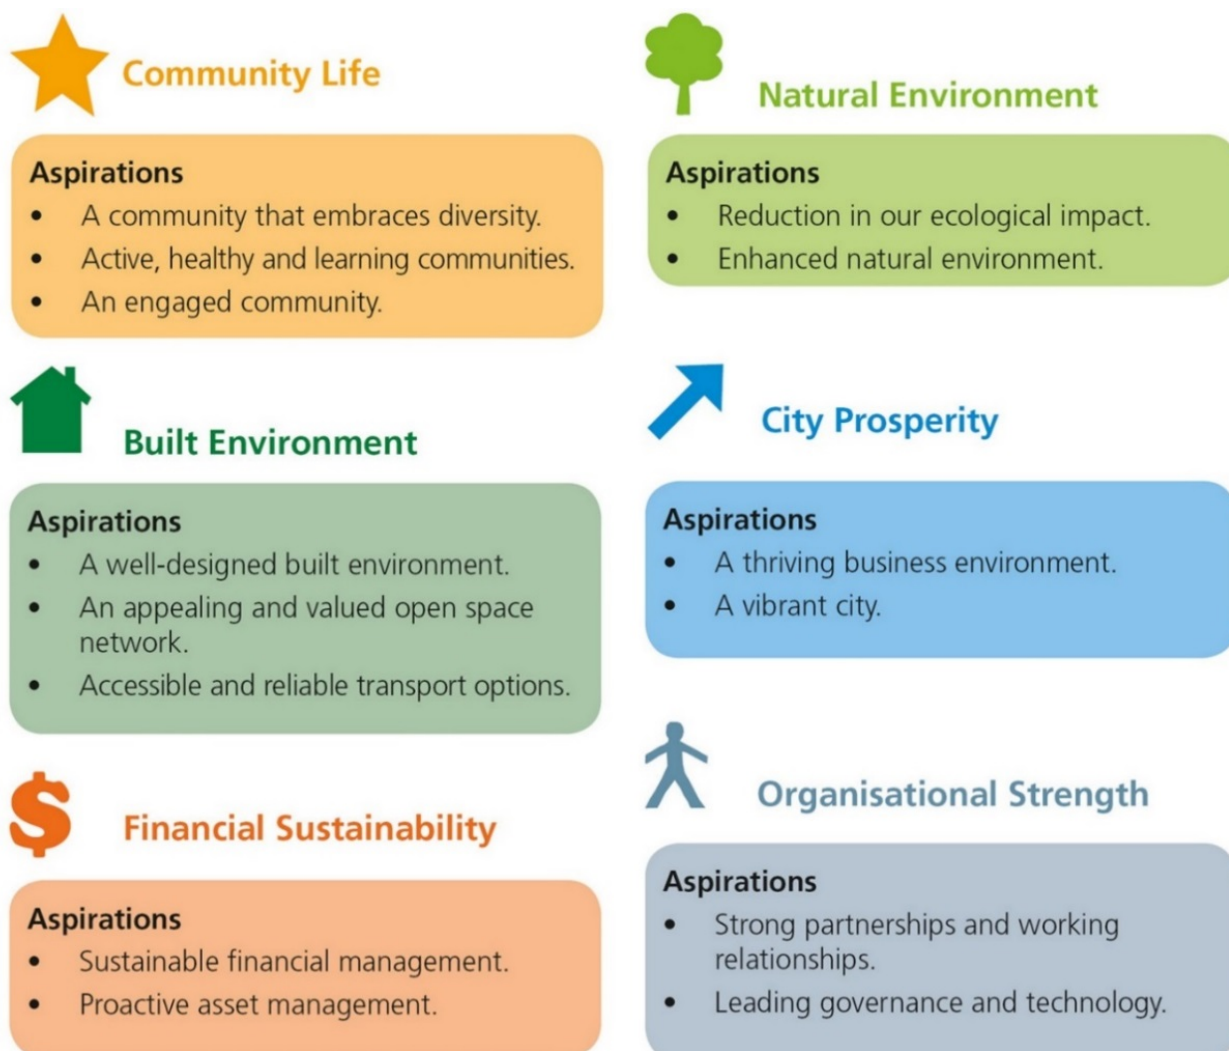 Community Life
Aspirations
• A community that embraces diversity.
• Active, healthy and learning communities.
• An engaged community.
Natural Environment
Aspirations
• Reduction in our ecological impact.
• Enhanced natural environment.
Built Environment
Aspirations
• A well-designed built environment.
• An appealing and valued open space
network.
• Accessible and reliable transport options.
City Prosperity
Aspirations
• A thriving business environment.
• A vibrant city.
Financial Sustainability
Aspirations
• Sustainable financial management.
• Proactive asset management.
Organisational Strength
Aspirations
• Strong partnerships and working
relationships.
• Leading governance and technology.